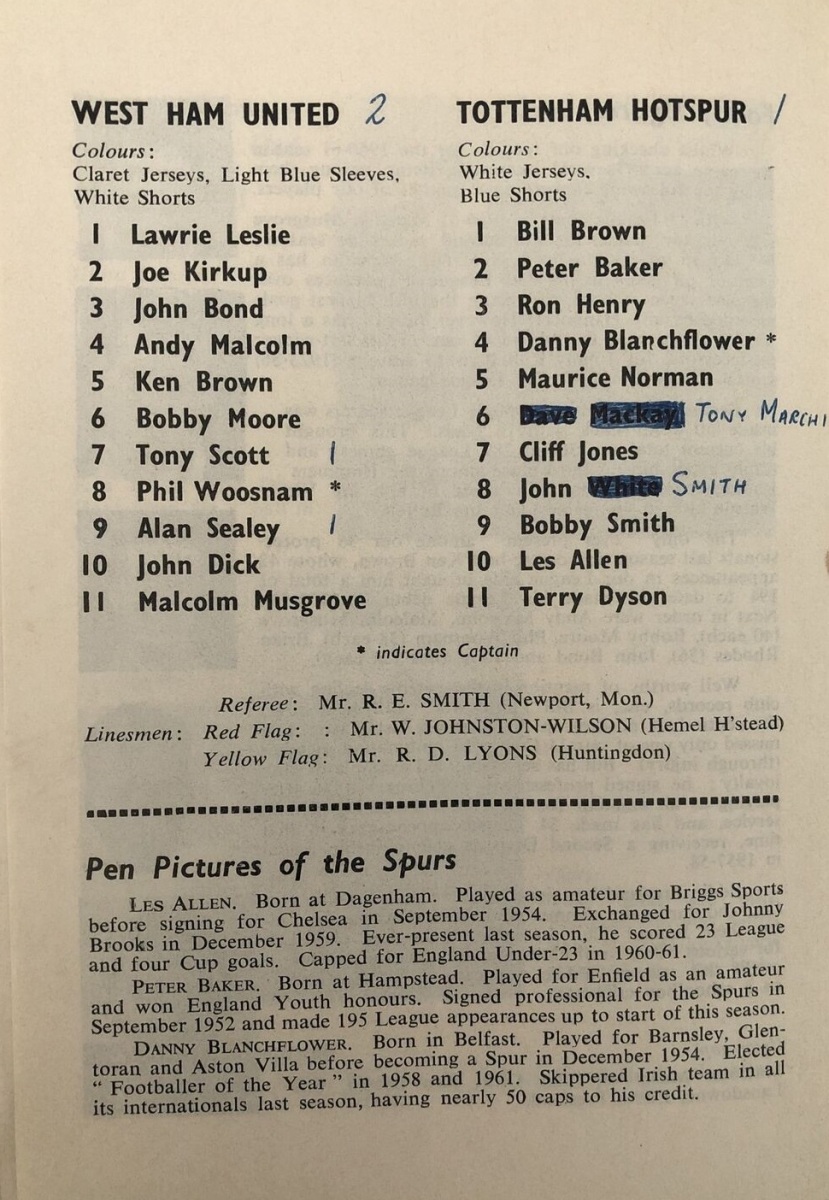 WEST HAM UNITED 2
Colours:
Claret Jerseys, Light Blue Sleeves,
White Shorts
1 Lawrie Leslie
2 Joe Kirkup
3 John Bond
4 Andy Malcolm
5 Ken Brown
6 Bobby Moore
7 Tony Scott 1
8 Phil Woosnam *
9 Alan Sealey 1
10 John Dick
11 Malcolm Musgrove
TOTTENHAM HOTSPUR 1
Colours:
White Jerseys.
Blue Shorts
1 Bill Brown
2 Peter Baker
3 Ron Henry
4 Danny Blanchflower *
5 Maurice Norman
6 Dave Mackay TONY MARCHI
7 Cliff Jones
8 John White SMITH
9 Bobby Smith
10 Les Allen
11 Terry Dyson
* indicates Captain
Referee: Mr. R. E. SMITH (Newport, Mon.)
Linesmen: Red Flag: : Mr. W. JOHNSTON-WILSON (Hemel H'stead)
Yellow Flag: Mr. R. D. LYONS (Huntingdon)
Pen Pictures of the Spurs
LES ALLEN. Born at Dagenham. Played as amateur for Briggs Sports
before signing for Chelsea in September 1954. Exchanged for Johnny
Brooks in December 1959. Ever-present last season, he scored 23 League
and four Cup goals. Capped for England Under-23 in 1960-61.
PETER BAKER. Born at Hampstead. Played for Enfield as an amateur
and won England Youth honours. Signed professional for the Spurs in
September 1952 and made 195 League appearances up to start of this season.
DANNY BLANCHFLOWER. Born in Belfast. Played for Barnsley, Glen-
toran and Aston Villa before becoming a Spur in December 1954. Elected
" Footballer of the Year " in 1958 and 1961. Skippered Irish team in all
its internationals last season, having nearly 50 caps to his credit.